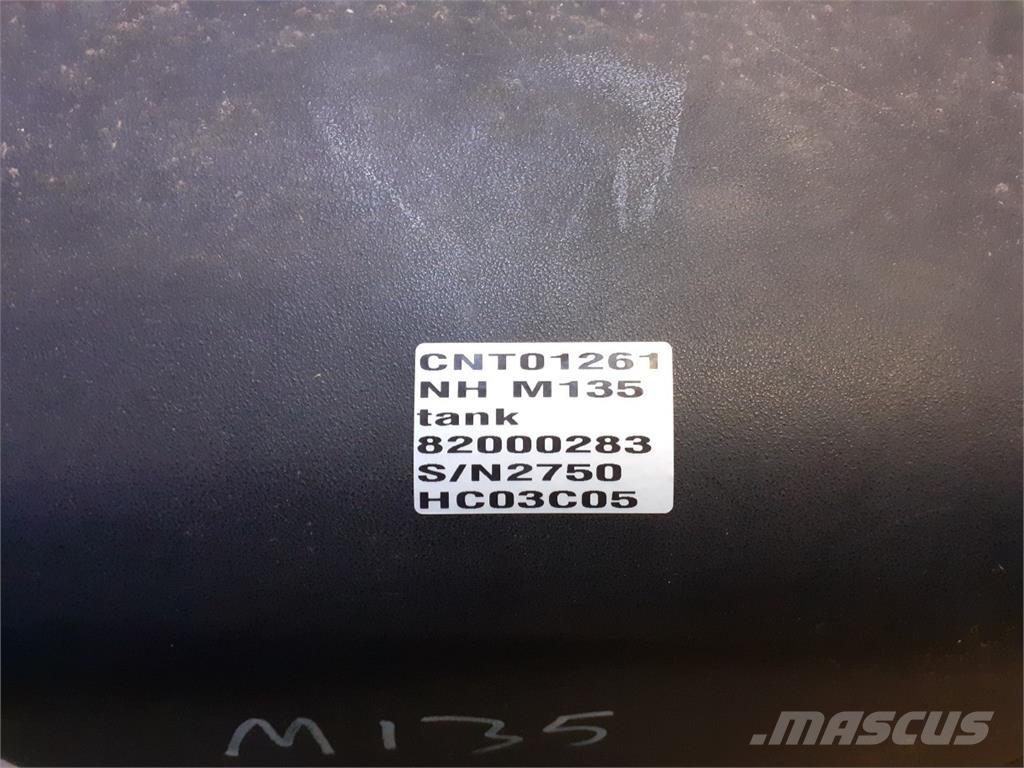 CNT01261
NH M135
tank
82000283
S/N2750
HC03C05
M135
MASCUS